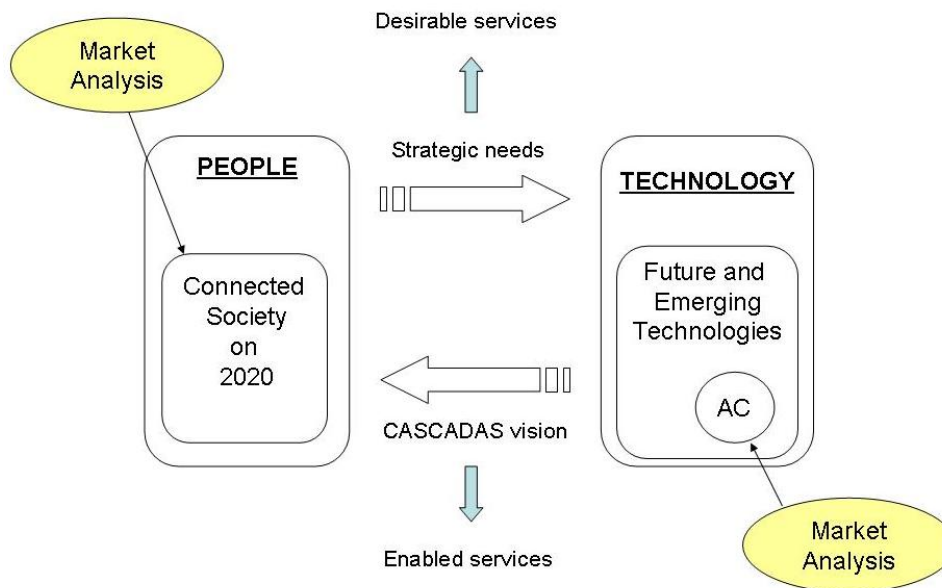 Desirable services
Market
Analysis
Strategic needs
PEOPLE
TECHNOLOGY
Connected
Society
on
2020
Future and
Emerging
Technologies
AC
CASCADAS vision
Enabled services
Market
Analysis